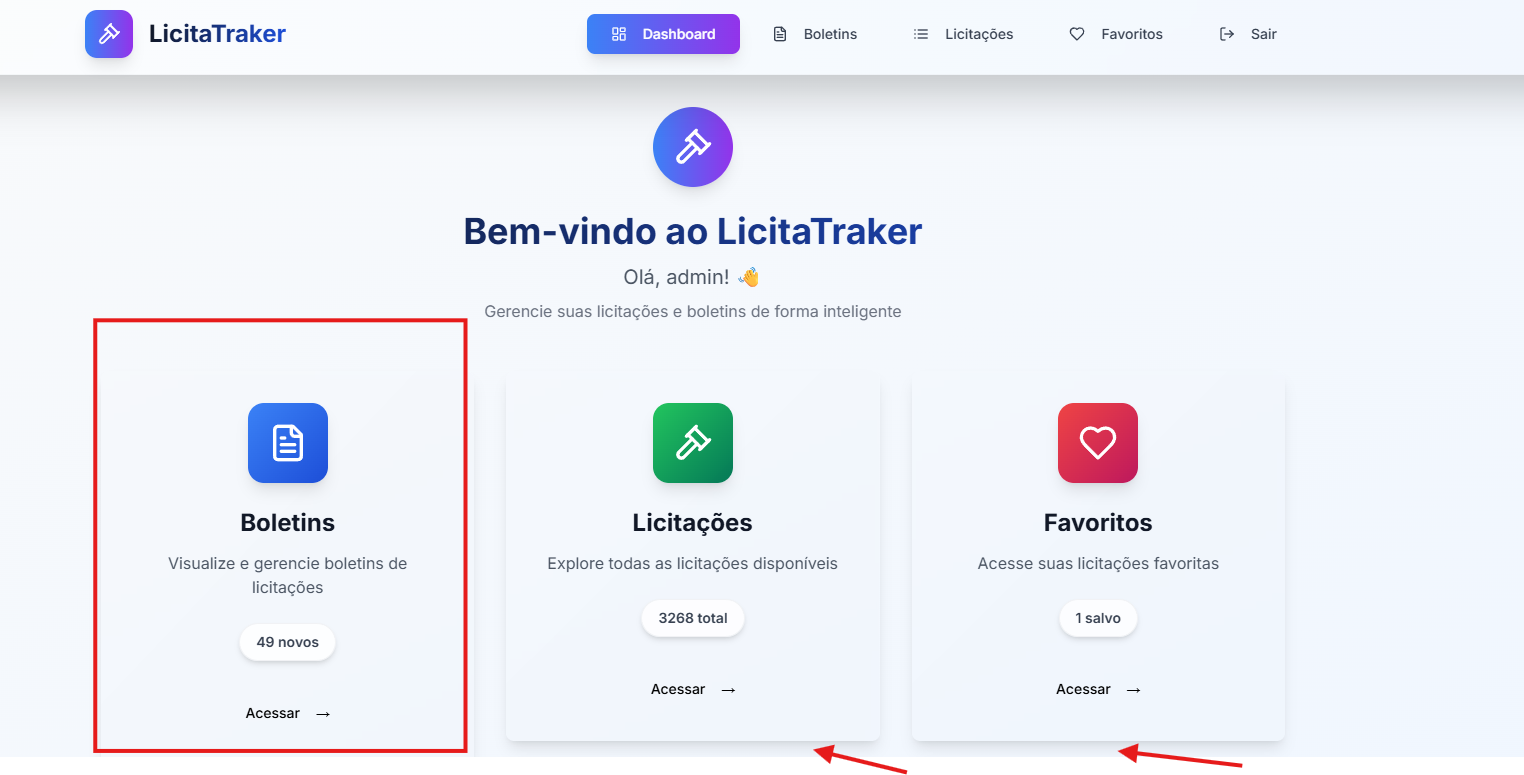 LicitaTraker
Dashboard
Boletins
Licitações
Favoritos
Sair
Bem-vindo ao LicitaTraker
Olá, admin! 👋
Gerencie suas licitações e boletins de forma inteligente
Boletins
Visualize e gerencie boletins de
licitações
49 novos
Acessar →
Licitações
Explore todas as licitações disponíveis
3268 total
Acessar →
Favoritos
Acesse suas licitações favoritas
1 salvo
Acessar →